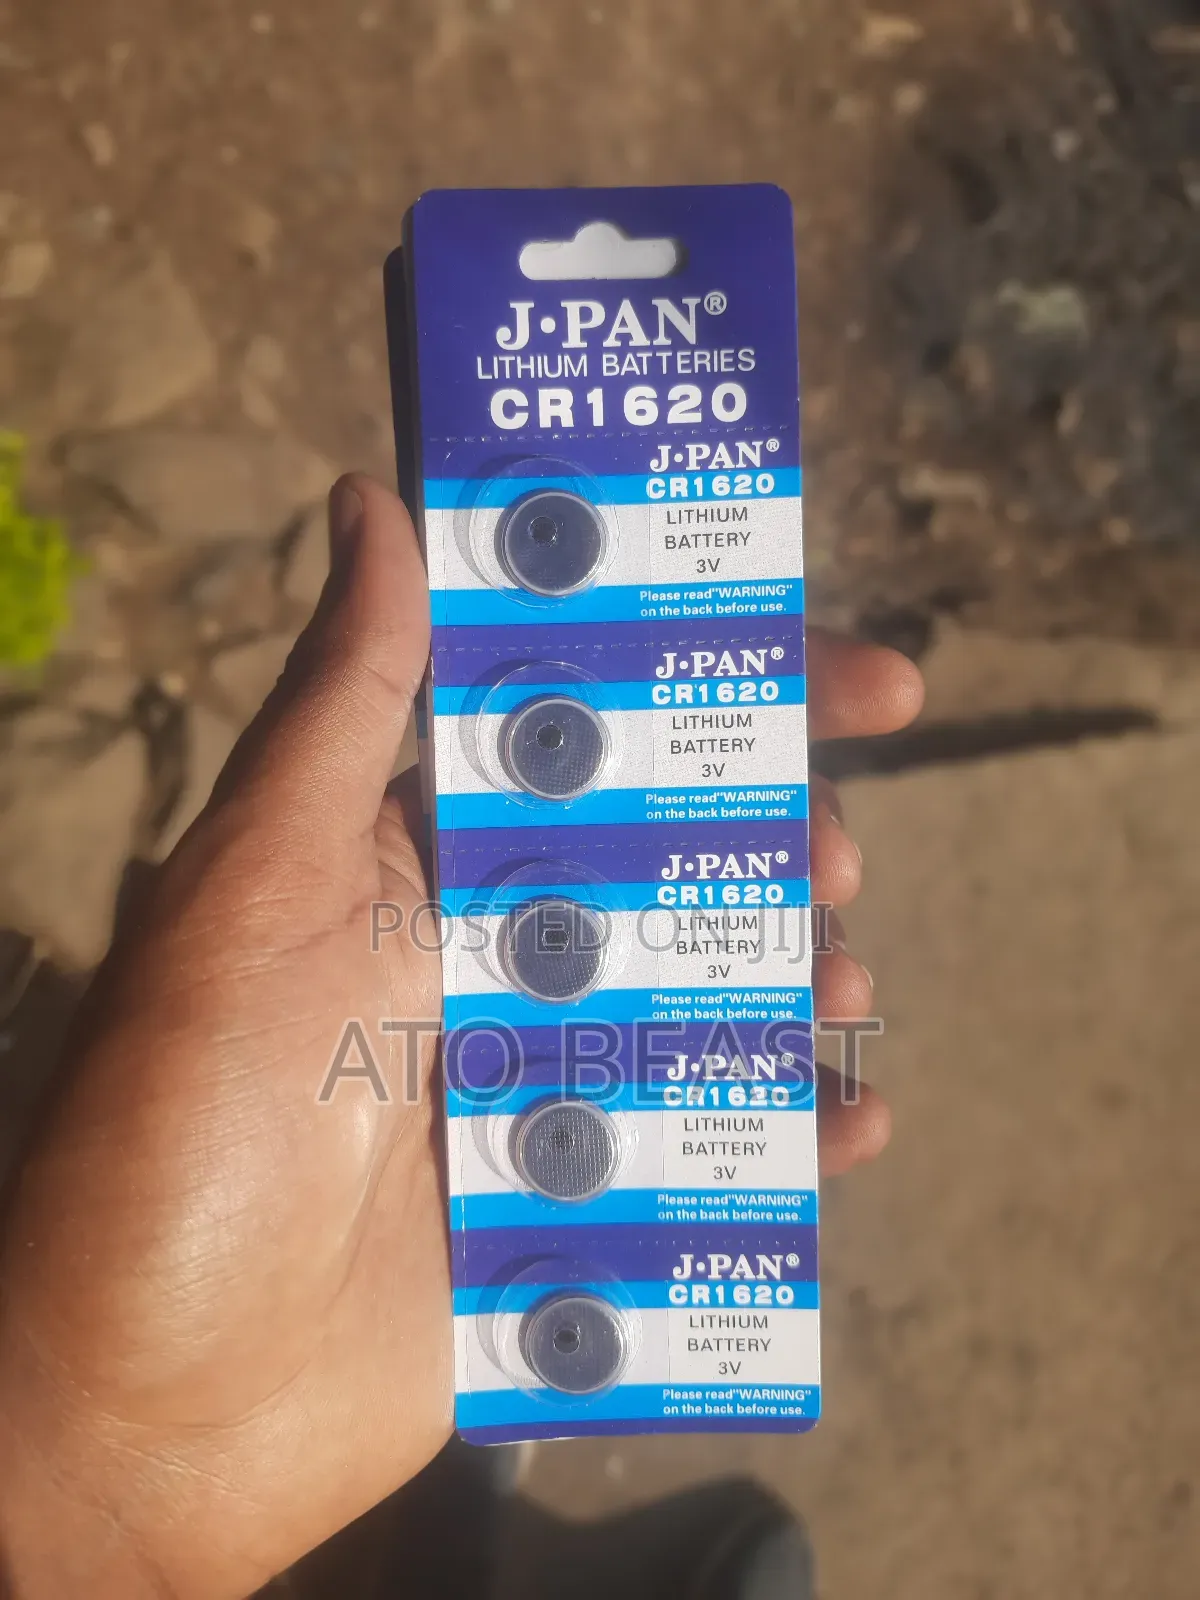 J·PAN®
LITHIUM BATTERIES
CR1620
J·PAN®
CR1620
LITHIUM
BATTERY
3V
Please read"WARNING"
on the back before use.
J·PAN®
CR1620
LITHIUM
BATTERY
3V
Please read"WARNING"
on the back before use.
J·PAN®
CR1620
POSTED ON JIJI
LITHIUM
BATTERY
3V
Please read"WARNING"
on the back before use.
ATO BEAST
J·PAN®
CR1620
LITHIUM
BATTERY
3V
Please read"WARNING"
on the back before use.
J·PAN®
CR1620
LITHIUM
BATTERY
3V
Please read"WARNING"
on the back before use.